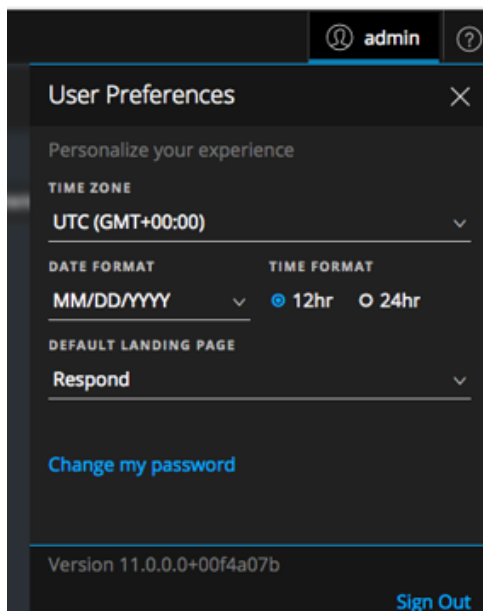 admin
User Preferences
Personalize your experience
TIME ZONE
UTC (GMT+00:00)
DATE FORMAT TIME FORMAT
MM/DD/YYYY 12hr 24hr
DEFAULT LANDING PAGE
Respond
Change my password
Version 11.0.0.0+00f4a07b
Sign Out